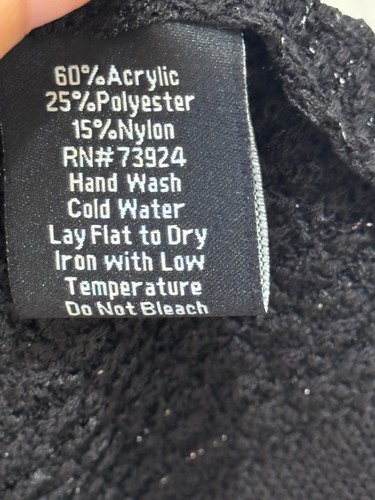 60%Acrylic
25%Polyester
15%Nylon
RN#73924
Hand Wash
Cold Water
Lay Flat to Dry
Iron with Low
Temperature
Do Not Bleach